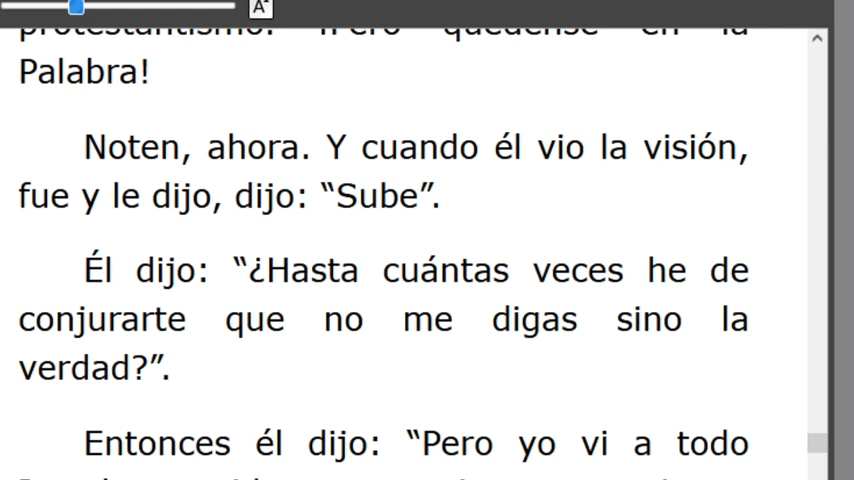 A
Palabra!
Noten, ahora. Y cuando él vio la visión,
fue y le dijo, dijo: “Sube”.
Él dijo: “¿Hasta cuántas veces he de
conjurarte que no me digas sino la
verdad?”.
Entonces él dijo: “Pero yo vi a todo